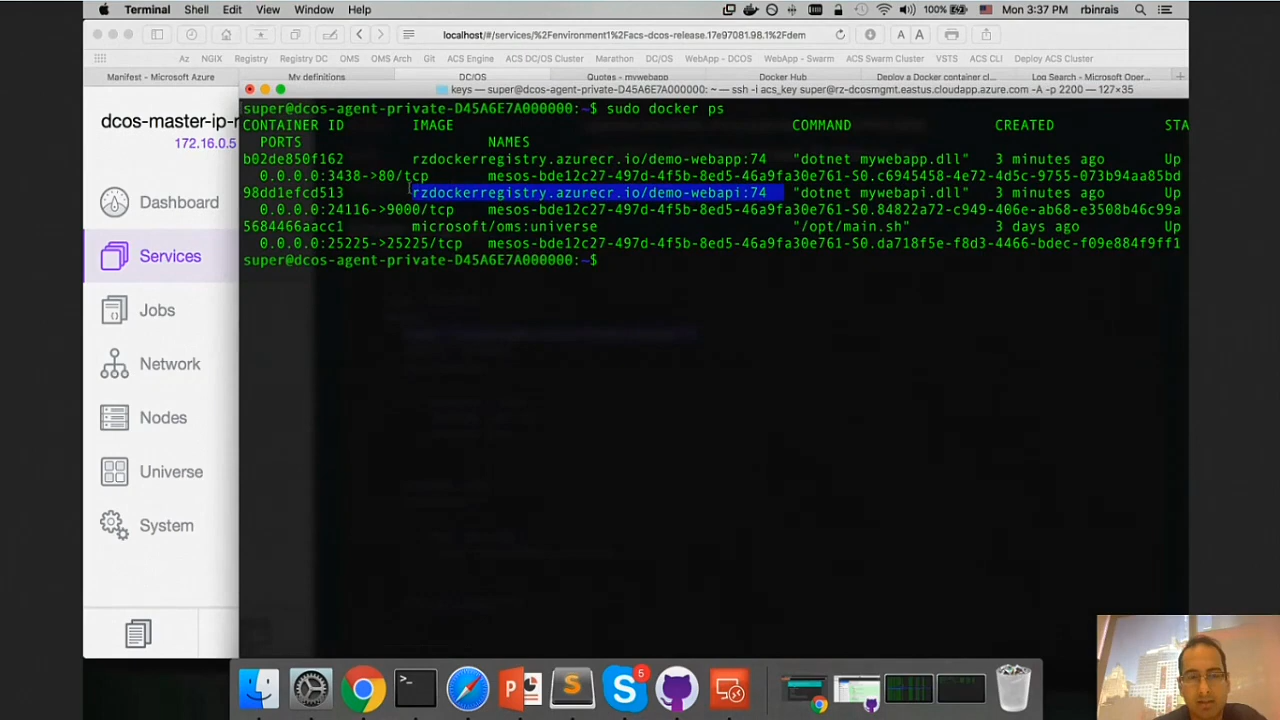 Terminal Shell Edit View Window Help 100% Mon 3:37 PM rbinrais
localhost/#/services/%2Fenvironment1%2Facs-dcos-release.17e97081.98.1%2Fdem A A
Az NGIX Registry Registry DC OMS OMS Arch Git ACS Engine ACS DC/OS Cluster Marathon DC/OS WebApp - DCOS WebApp - Swarm ACS Swarm Cluster VSTS ACS CLI Deploy ACS Cluster
Manifest - Microsoft Azure My definitions DC/OS Quotes - mywebapp Docker Hub Deploy a Docker container cl... Log Search - Microsoft Oper...
keys — super@dcos-agent-private-D45A6E7A000000: ~ — ssh -i acs_key super@rz-dcosmgmt.eastus.cloudapp.azure.com -A -p 2200 — 127×35
super@dcos-agent-private-D45A6E7A000000:~$ sudo docker ps
CONTAINER ID IMAGE COMMAND CREATED STA
PORTS NAMES
b02de850f162 rzdockerregistry.azurecr.io/demo-webapp:74 "dotnet mywebapp.dll" 3 minutes ago Up
0.0.0.0:3438->80/tcp mesos-bde12c27-497d-4f5b-8ed5-46a9fa30e761-S0.c6945458-4e72-4d5c-9755-073b94aa85bd
98dd1efcd513 rzdockerregistry.azurecr.io/demo-webapi:74 "dotnet mywebapi.dll" 3 minutes ago Up
0.0.0.0:24116->9000/tcp mesos-bde12c27-497d-4f5b-8ed5-46a9fa30e761-S0.84822a72-c949-406e-ab68-e3508b46c99a
5684466aacc1 microsoft/oms:universe "/opt/main.sh" 3 days ago Up
0.0.0.0:25225->25225/tcp mesos-bde12c27-497d-4f5b-8ed5-46a9fa30e761-S0.da718f5e-f8d3-4466-bdec-f09e884f9ff1
super@dcos-agent-private-D45A6E7A000000:~$
dcos-master-ip-r
172.16.0.5
Dashboard
Services
Jobs
Network
Nodes
Universe
System
5